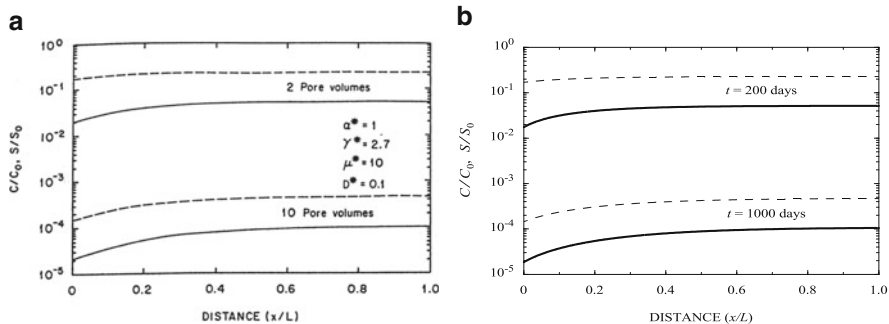 a
10⁰
10⁻¹
10⁻²
10⁻³
10⁻⁴
10⁻⁵
C/C₀, S/S₀
2 Pore volumes
α* = 1
γ* = 2.7
μ* = 10
D* = 0.1
10 Pore volumes
0 0.2 0.4 0.6 0.8 1.0
DISTANCE (x/L)
b
10⁰
10⁻¹
10⁻²
10⁻³
10⁻⁴
10⁻⁵
C/C₀, S/S₀
t = 200 days
t = 1000 days
0 0.2 0.4 0.6 0.8 1.0
DISTANCE (x/L)